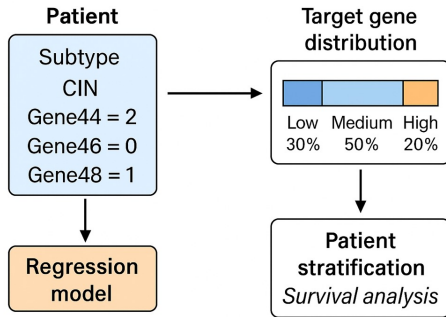 Patient
Subtype
CIN
Gene44 = 2
Gene46 = 0
Gene48 = 1
Regression
model
Target gene
distribution
Low Medium High
30% 50% 20%
Patient
stratification
Survival analysis